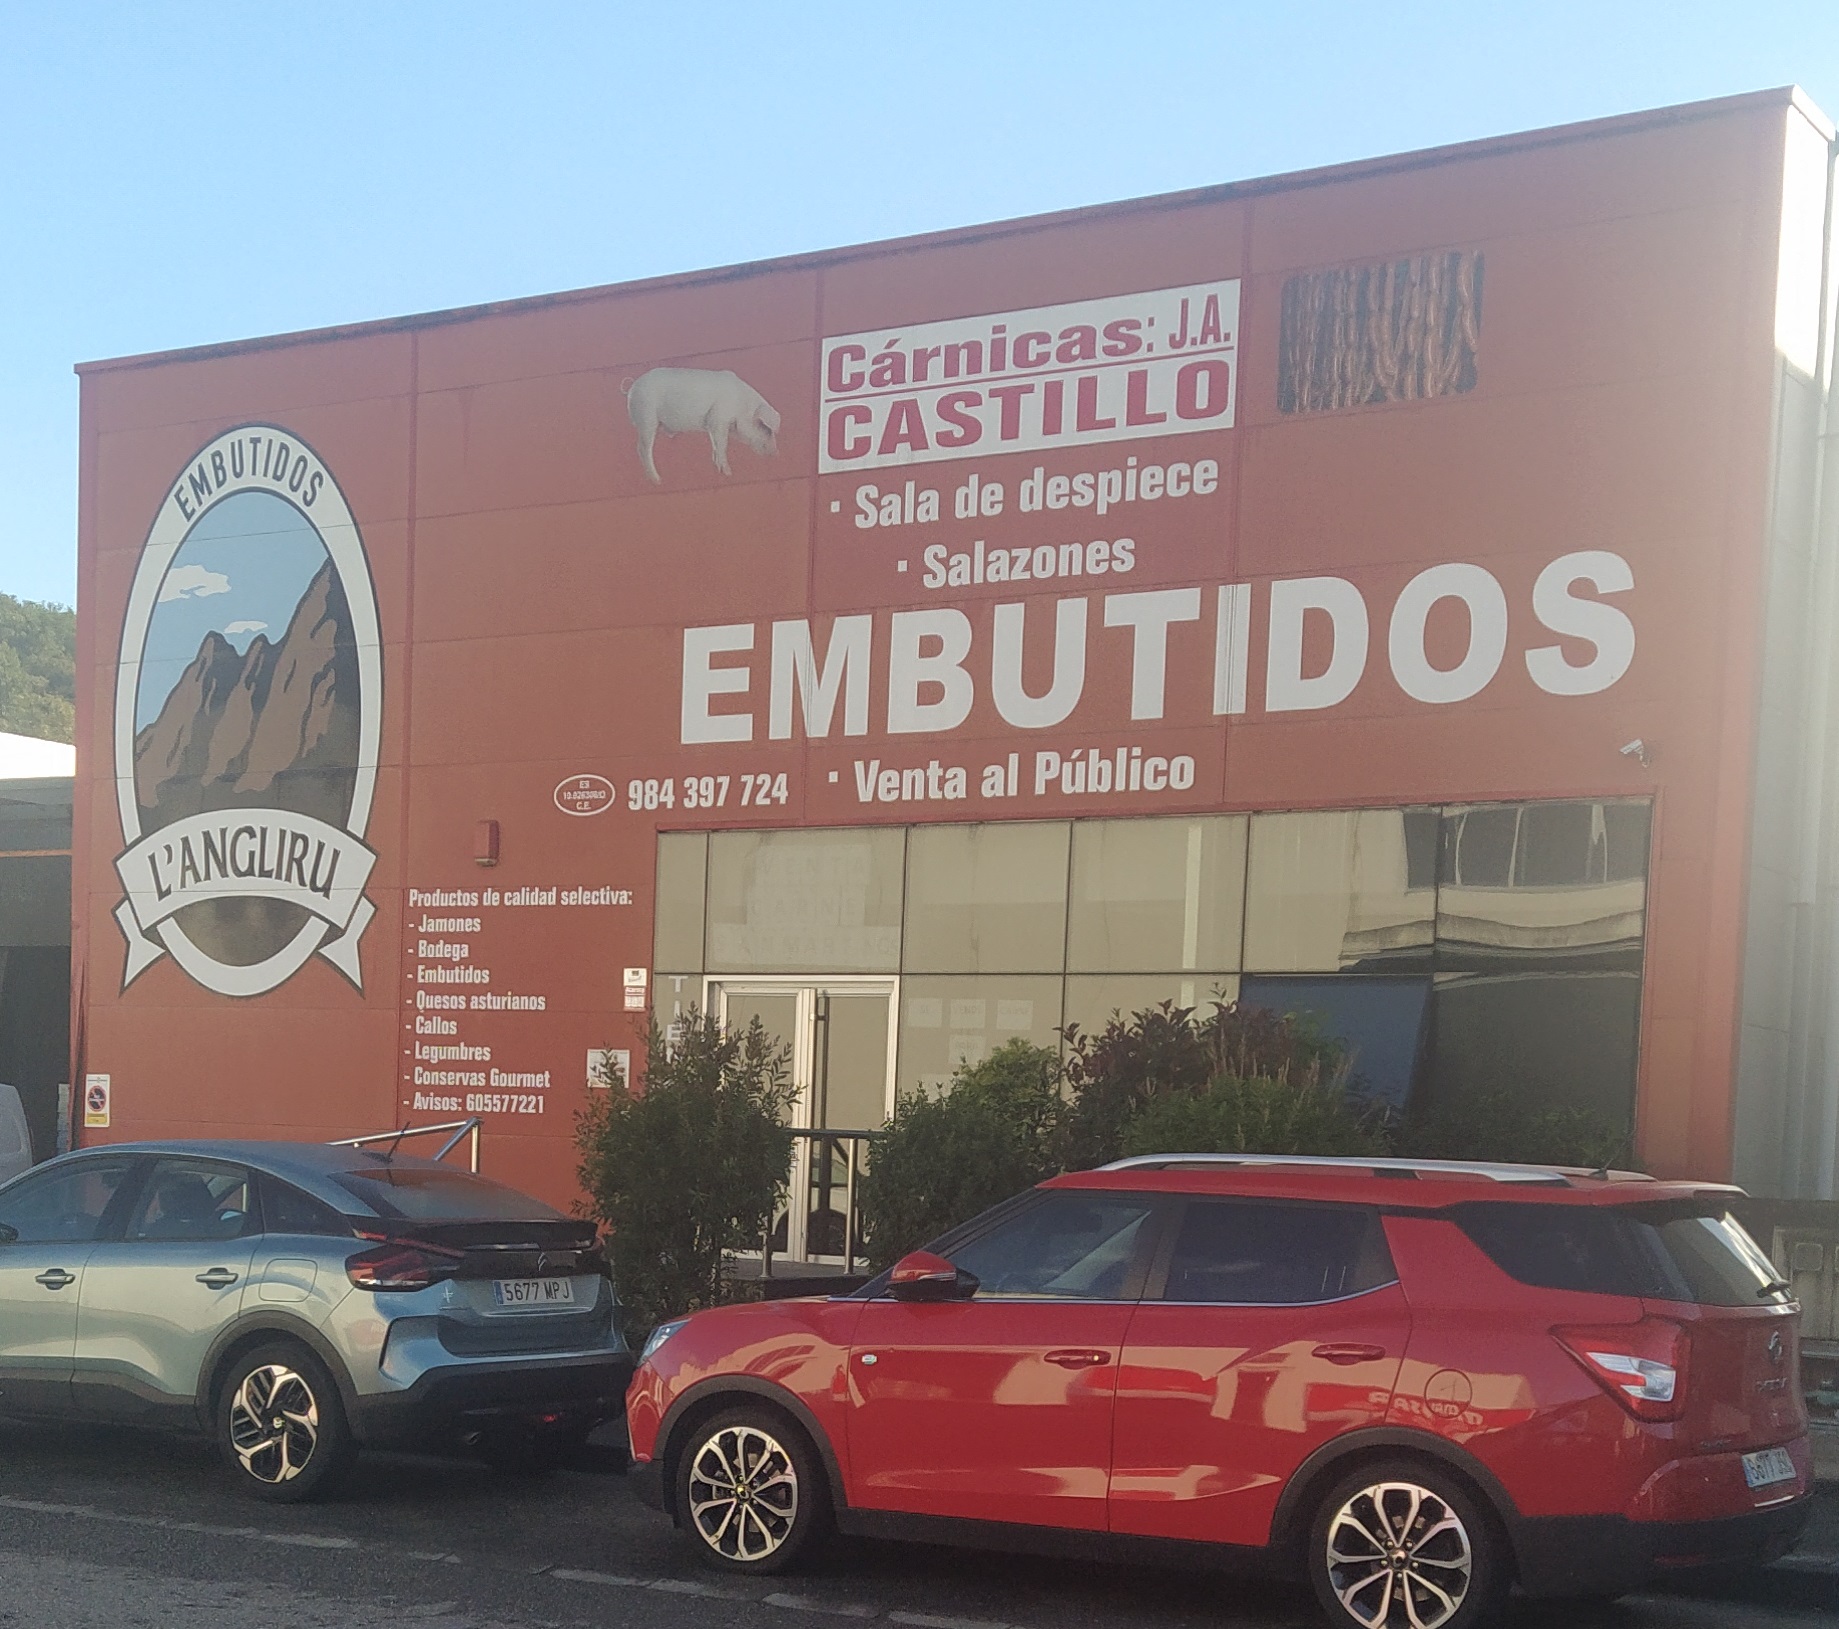 EMBUTIDOS
L'ANGLIRU
Cárnicas: J.A.
CASTILLO
· Sala de despiece
· Salazones
EMBUTIDOS
· Venta al Público
984 397 724
ES
C.E.
Productos de calidad selectiva:
- Jamones
- Bodega
- Embutidos
- Quesos asturianos
- Callos
- Legumbres
- Conservas Gourmet
- Avisos: 605577221
5677 MPJ